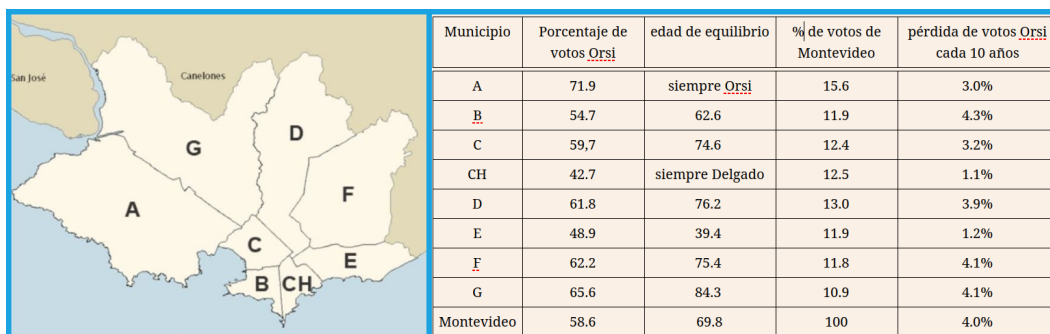 San José
Canelones
G
D
F
A
C
E
B
CH
Municipio Porcentaje de votos Orsi edad de equilibrio % de votos de Montevideo pérdida de votos Orsi cada 10 años
A 71.9 siempre Orsi 15.6 3.0%
B 54.7 62.6 11.9 4.3%
C 59,7 74.6 12.4 3.2%
CH 42.7 siempre Delgado 12.5 1.1%
D 61.8 76.2 13.0 3.9%
E 48.9 39.4 11.9 1.2%
F 62.2 75.4 11.8 4.1%
G 65.6 84.3 10.9 4.1%
Montevideo 58.6 69.8 100 4.0%